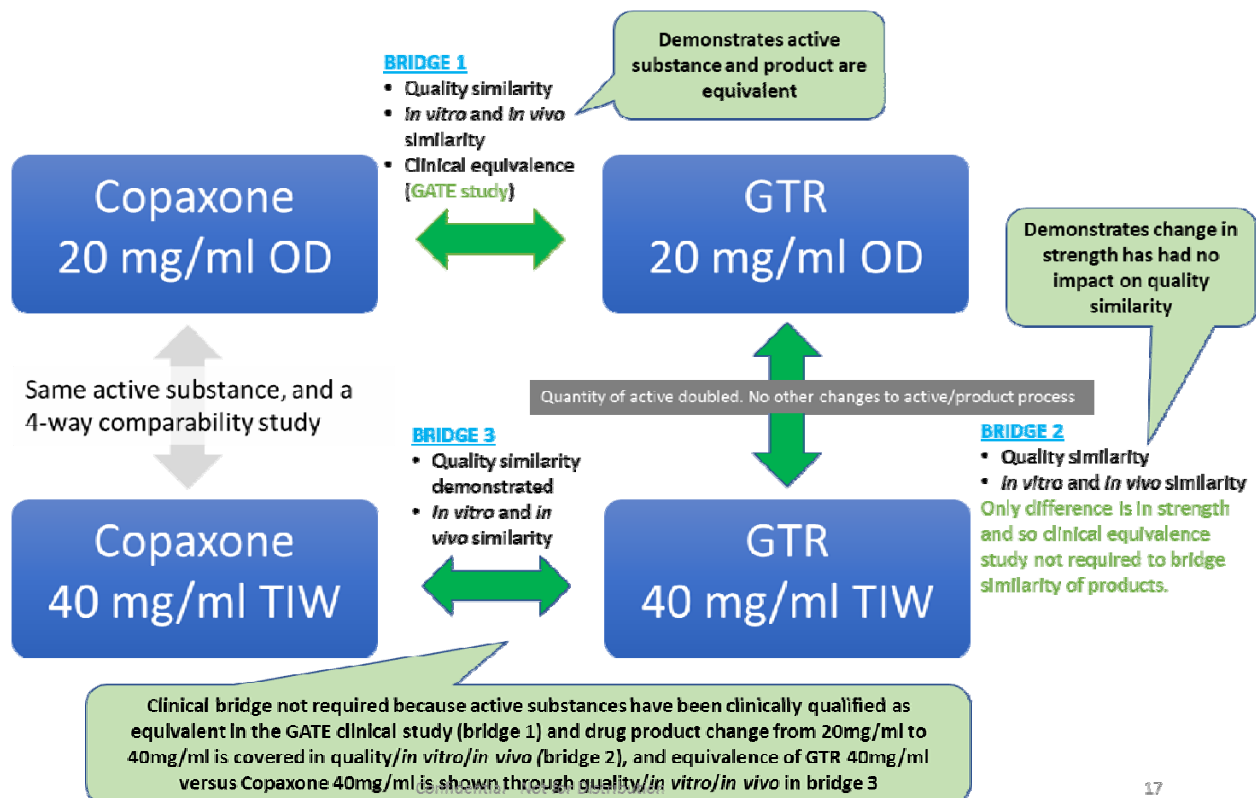 Demonstrates active
substance and product are
equivalent
BRIDGE 1
• Quality similarity
• In vitro and in vivo
similarity
• Clinical equivalence
(GATE study)
Copaxone
20 mg/ml OD
GTR
20 mg/ml OD
Demonstrates change in
strength has had no
impact on quality
similarity
Same active substance, and a
4-way comparability study
Quantity of active doubled. No other changes to active/product process
BRIDGE 3
• Quality similarity
demonstrated
• In vitro and in
vivo similarity
BRIDGE 2
• Quality similarity
• In vitro and in vivo similarity
Only difference is in strength
and so clinical equivalence
study not required to bridge
similarity of products.
Copaxone
40 mg/ml TIW
GTR
40 mg/ml TIW
Clinical bridge not required because active substances have been clinically qualified as
equivalent in the GATE clinical study (bridge 1) and drug product change from 20mg/ml to
40mg/ml is covered in quality/in vitro/in vivo (bridge 2), and equivalence of GTR 40mg/ml
versus Copaxone 40mg/ml is shown through quality/in vitro/in vivo in bridge 3
Confidential - Not for Distribution
17